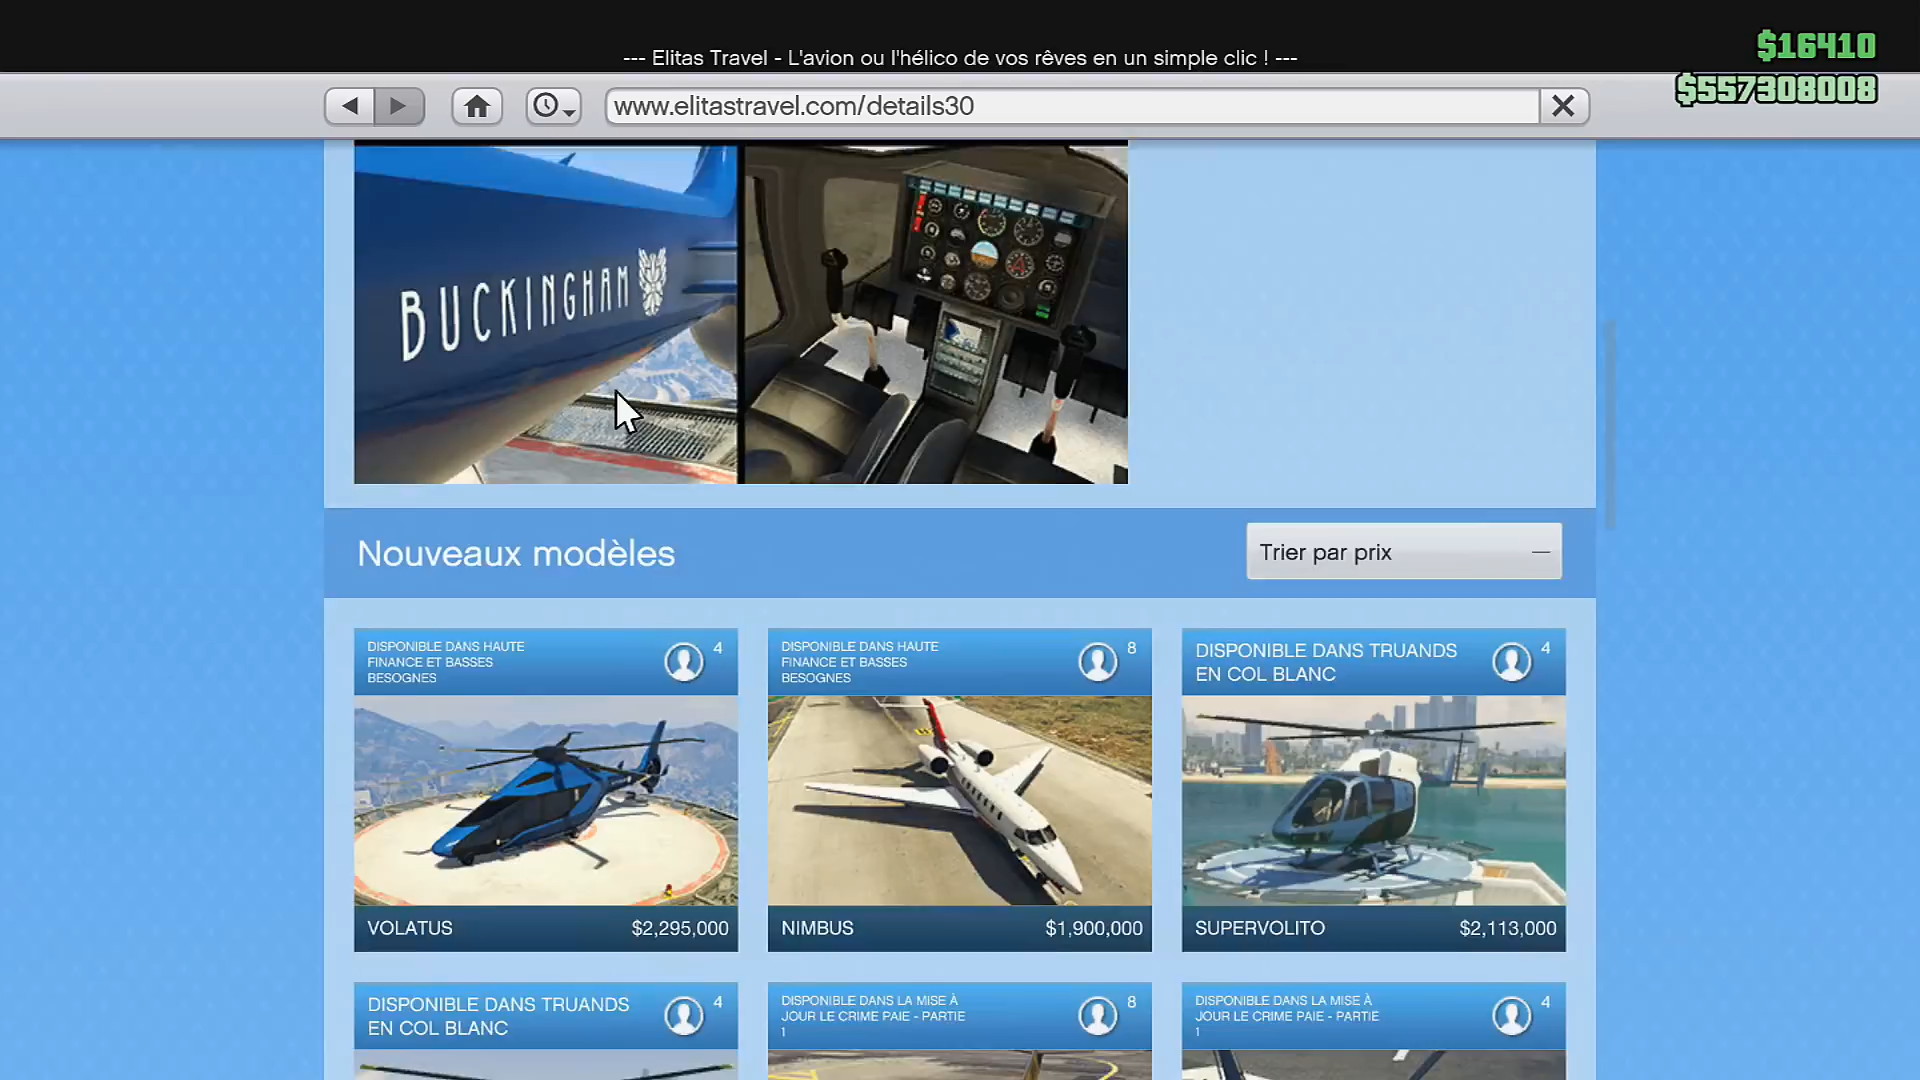 --- Elitas Travel - L'avion ou l'hélico de vos rêves en un simple clic ! ---
$16410
$557308008
www.elitastravel.com/details30
BUCKINGHAM
Nouveaux modèles
Trier par prix
DISPONIBLE DANS HAUTE
FINANCE ET BASSES
BESOGNES
4
DISPONIBLE DANS HAUTE
FINANCE ET BASSES
BESOGNES
8
DISPONIBLE DANS TRUANDS
EN COL BLANC
4
VOLATUS $2,295,000
NIMBUS $1,900,000
SUPERVOLITO $2,113,000
DISPONIBLE DANS TRUANDS
EN COL BLANC
4
DISPONIBLE DANS LA MISE À
JOUR LE CRIME PAIE - PARTIE
1
8
DISPONIBLE DANS LA MISE À
JOUR LE CRIME PAIE - PARTIE
1
4